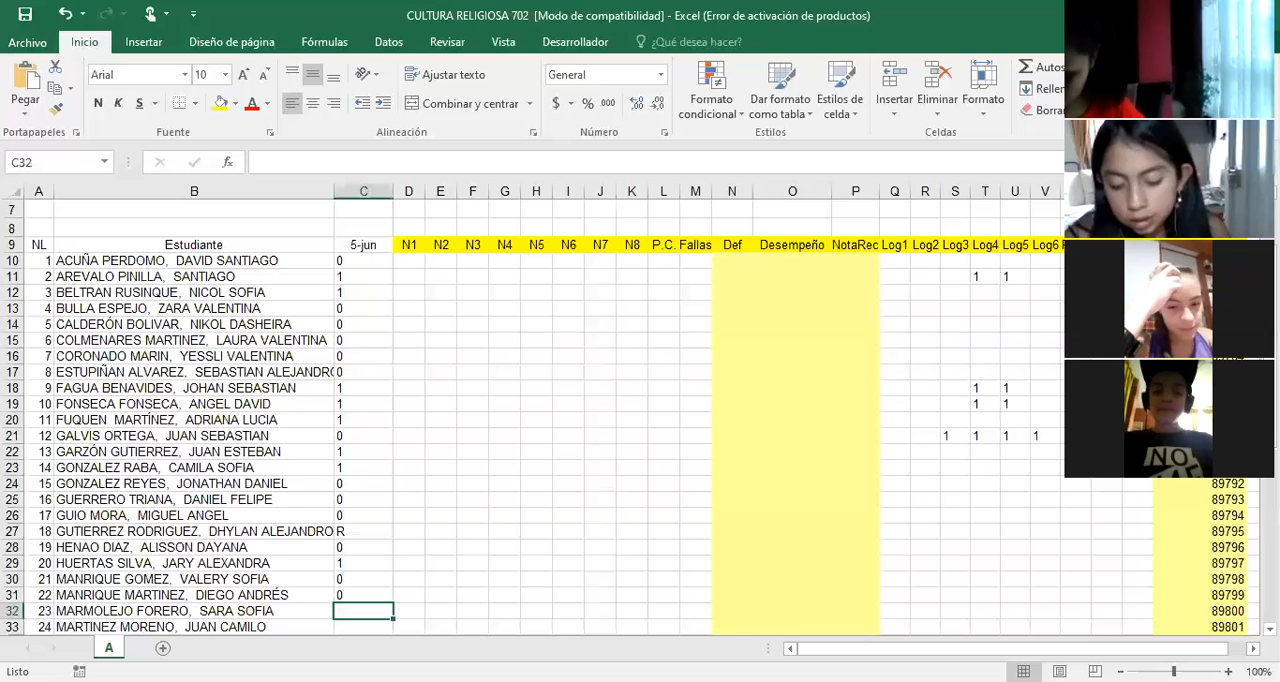 CULTURA RELIGIOSA 702 [Modo de compatibilidad] - Excel (Error de activación de productos)
Archivo Inicio Insertar Diseño de página Fórmulas Datos Revisar Vista Desarrollador ¿Qué desea hacer?
Pegar Arial 10 Ajustar texto General Formato condicional Dar formato como tabla Estilos de celda Insertar Eliminar Formato
N K S Combinar y centrar $ % 000
Portapapeles Fuente Alineación Número Estilos Celdas
C32 fx
A B C D E F G H I J K L M N O P Q R S T U V
7
8
9 NL Estudiante 5-jun N1 N2 N3 N4 N5 N6 N7 N8 P.C. Fallas Def Desempeño NotaRec Log1 Log2 Log3 Log4 Log5 Log6
10 1 ACUÑA PERDOMO, DAVID SANTIAGO 0
11 2 AREVALO PINILLA, SANTIAGO 1 1 1
12 3 BELTRAN RUSINQUE, NICOL SOFIA 1
13 4 BULLA ESPEJO, ZARA VALENTINA 0
14 5 CALDERÓN BOLIVAR, NIKOL DASHEIRA 0
15 6 COLMENARES MARTINEZ, LAURA VALENTINA 0
16 7 CORONADO MARIN, YESSLI VALENTINA 0
17 8 ESTUPIÑAN ALVAREZ, SEBASTIAN ALEJANDRO 0
18 9 FAGUA BENAVIDES, JOHAN SEBASTIAN 1 1 1
19 10 FONSECA FONSECA, ANGEL DAVID 1 1 1
20 11 FUQUEN MARTÍNEZ, ADRIANA LUCIA 1
21 12 GALVIS ORTEGA, JUAN SEBASTIAN 0 1 1 1 1
22 13 GARZÓN GUTIERREZ, JUAN ESTEBAN 1
23 14 GONZALEZ RABA, CAMILA SOFIA 1
24 15 GONZALEZ REYES, JONATHAN DANIEL 0 89792
25 16 GUERRERO TRIANA, DANIEL FELIPE 0 89793
26 17 GUIO MORA, MIGUEL ANGEL 0 89794
27 18 GUTIERREZ RODRIGUEZ, DHYLAN ALEJANDRO R 89795
28 19 HENAO DIAZ, ALISSON DAYANA 0 89796
29 20 HUERTAS SILVA, JARY ALEXANDRA 1 89797
30 21 MANRIQUE GOMEZ, VALERY SOFIA 0 89798
31 22 MANRIQUE MARTINEZ, DIEGO ANDRÉS 0 89799
32 23 MARMOLEJO FORERO, SARA SOFIA 89800
33 24 MARTINEZ MORENO, JUAN CAMILO 89801
A
Listo 100%
NO